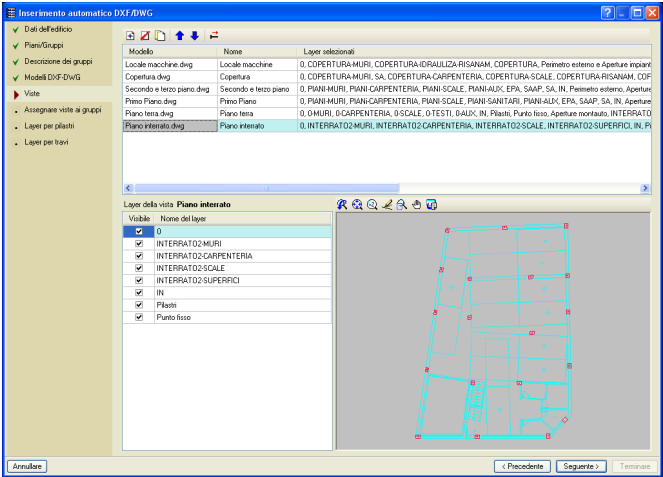 Inserimento automatico DXF/DWG
Dati dell'edificio
Piani/Gruppi
Descrizione dei gruppi
Modelli DXF-DWG
Viste
Assegnare viste ai gruppi
Layer per pilastri
Layer per travi
Modello Nome Layer selezionati
Locale macchine.dwg Locale macchine 0, COPERTURA-MURI, COPERTURA-IDRAULIZA-RISANAM, COPERTURA, Perimetro esterno e Aperture impiant
Copertura.dwg Copertura 0, COPERTURA-MURI, SA, COPERTURA-CARPENTERIA, COPERTURA-SCALE, COPERTURA-RISANAM, COF
Secondo e terzo piano.dwg Secondo e terzo piano 0, PIANI-MURI, PIANI-CARPENTERIA, PIANI-SCALE, PIANI-AUX, EPA, SAAP, SA, IN, Perimetro esterno, Aperture
Primo Piano.dwg Primo Piano 0, PIANI-MURI, PIANI-CARPENTERIA, PIANI-SCALE, PIANI-SANITARI, PIANI-AUX, EPA, SAAP, SA, IN, Aperture
Piano terra.dwg Piano terra 0, 0-MURI, 0-CARPENTERIA, 0-SCALE, 0-TESTI, 0-AUX, IN, Pilastri, Punto fisso, Aperture montauto, INTERRATO
Piano interrato.dwg Piano interrato 0, INTERRATO2-MURI, INTERRATO2-CARPENTERIA, INTERRATO2-SCALE, INTERRATO2-SUPERFICI, IN, Pi
Layer della vista Piano interrato
Visibile Nome del layer
0
INTERRATO2-MURI
INTERRATO2-CARPENTERIA
INTERRATO2-SCALE
INTERRATO2-SUPERFICI
IN
Pilastri
Punto fisso
Annullare
< Precedente
Seguente >
Terminare